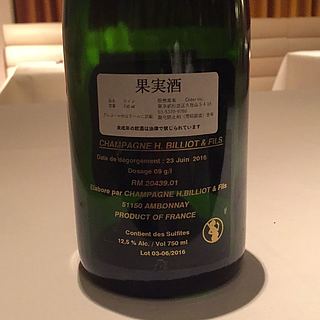 果実酒
未成年の飲酒は法律で禁じられています
CHAMPAGNE H. BILLIOT & FILS
Date de dégorgement : 23 Juin 2016
Dosage 09 g/l
RM 20439.01
Elaboré par CHAMPAGNE H.BILLIOT & Fils
51150 AMBONNAY
PRODUCT OF FRANCE
Contient des Sulfites
12,5 % Alc. / Vol 750 ml
Lot 03-06/2016